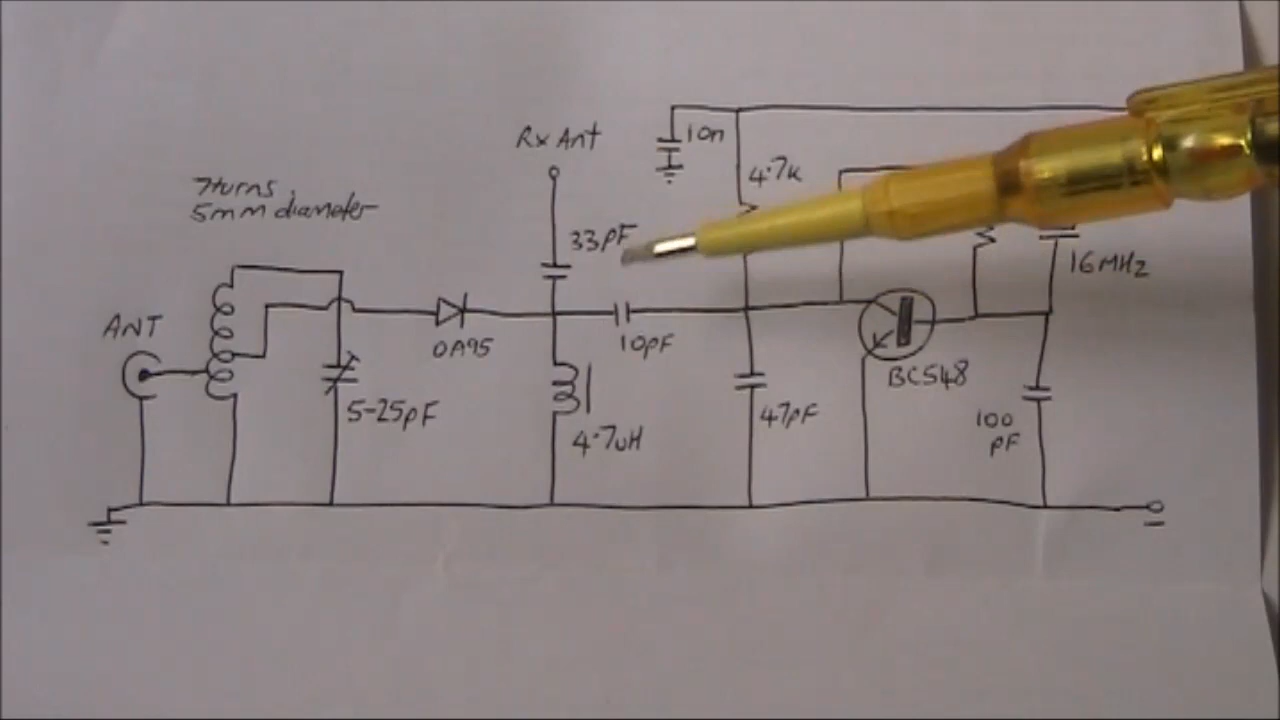 Rx Ant
10n
4.7k
7turns
5mm diameter
33pF
16MHz
ANT
OA95
10pF
BC548
5-25pF
47pF
100
pF
4.7uH